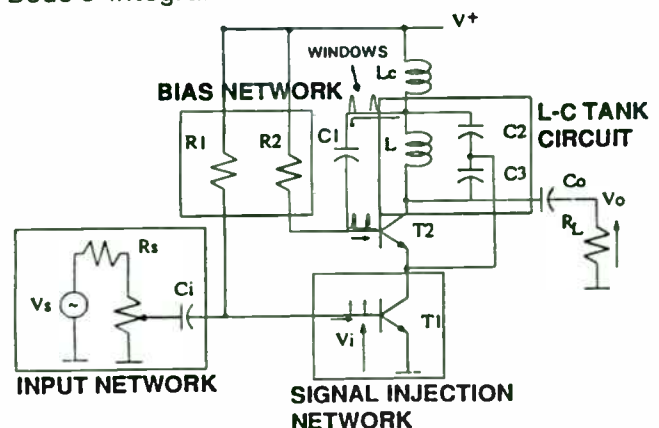 V+
WINDOWS
Lc
BIAS NETWORK
L-C TANK
CIRCUIT
R1
R2
C1
L
C2
C3
Co
Vo
RL
T2
Rs
Ci
Vs
~
Vi
T1
INPUT NETWORK
SIGNAL INJECTION
NETWORK